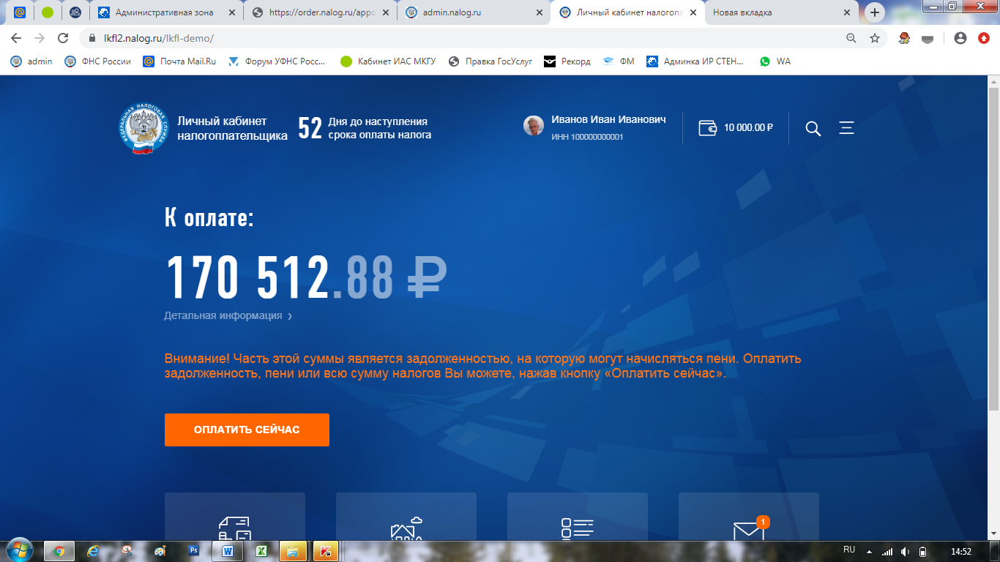 Административная зона
https://order.nalog.ru/appo
admin.nalog.ru
Личный кабинет налогопл
Новая вкладка
lkfl2.nalog.ru/lkfl-demo/
admin
ФНС России
Почта Mail.Ru
Форум УФНС Росс...
Кабинет ИАС МКГУ
Правка ГосУслуг
Рекорд
ФМ
Админка ИР СТЕН...
WA
ФЕДЕРАЛЬНАЯ НАЛОГОВАЯ СЛУЖБА
Личный кабинет
налогоплательщика
52
Дня до наступления
срока оплаты налога
Иванов Иван Иванович
ИНН 100000000001
10 000.00 ₽
К оплате:
170 512.88 ₽
Детальная информация
Внимание! Часть этой суммы является задолженностью, на которую могут начисляться пени. Оплатить
задолженность, пени или всю сумму налогов Вы можете, нажав кнопку «Оплатить сейчас».
ОПЛАТИТЬ СЕЙЧАС
1
RU
14:52